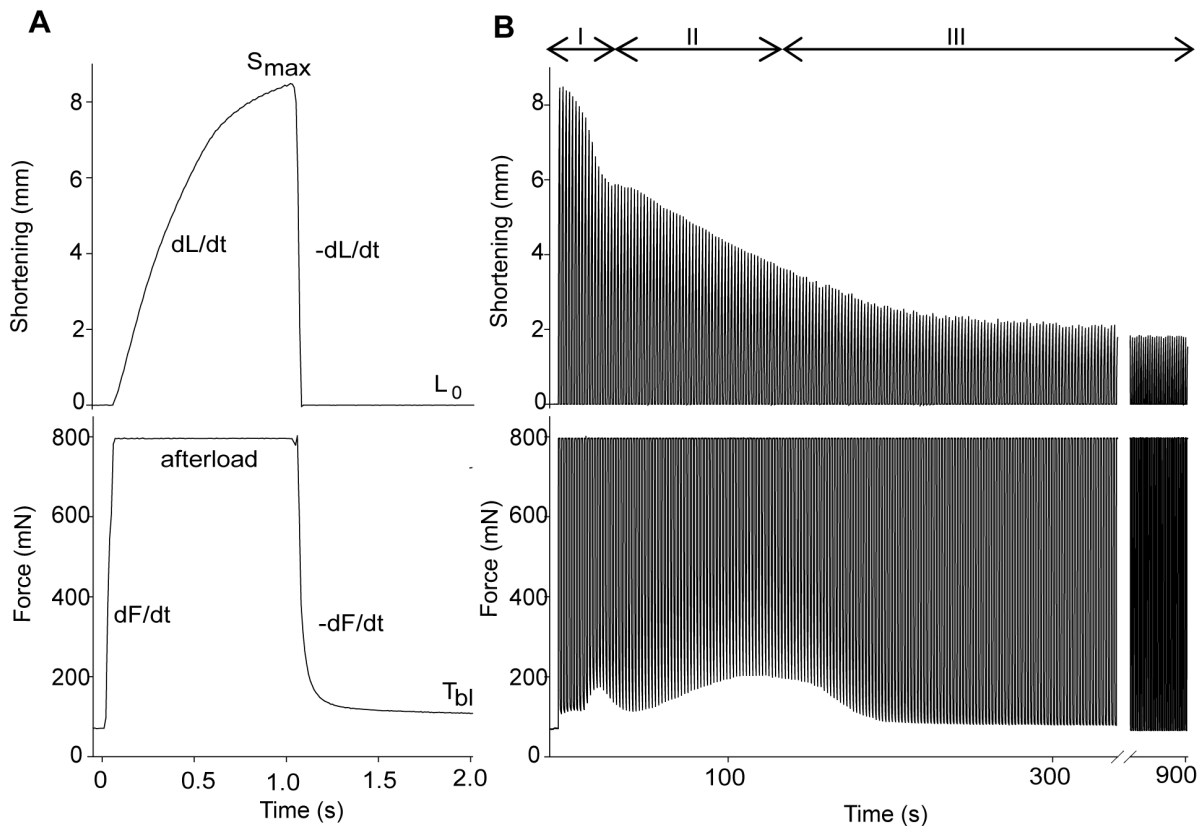 A
S max
8
6
4
2
0
Shortening (mm)
dL/dt
-dL/dt
L 0
800
600
400
200
0
Force (mN)
afterload
dF/dt
-dF/dt
T bl
0
0.5
1.0
1.5
2.0
Time (s)
B
I
II
III
8
6
4
2
0
Shortening (mm)
800
600
400
200
0
Force (mN)
100
300
900
Time (s)